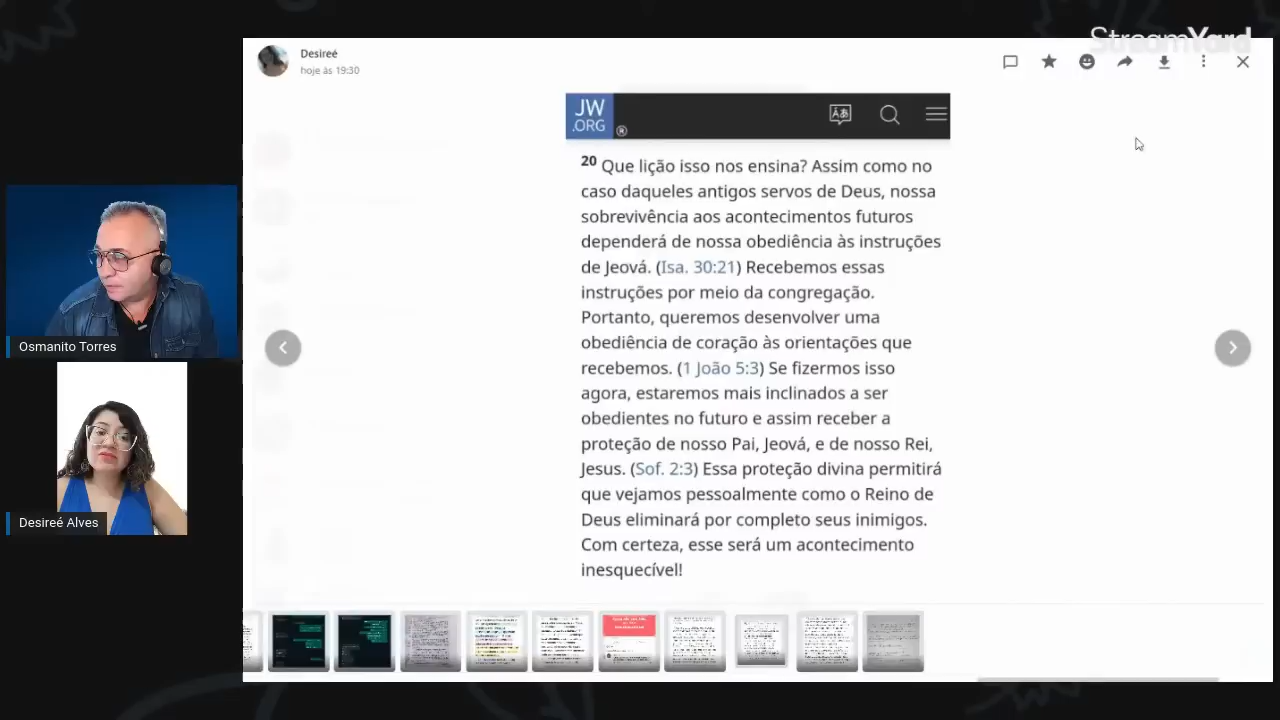 StreamYard
Desireé
hoje às 19:30
JW
.ORG
®
20 Que lição isso nos ensina? Assim como no
caso daqueles antigos servos de Deus, nossa
sobrevivência aos acontecimentos futuros
dependerá de nossa obediência às instruções
de Jeová. (Isa. 30:21) Recebemos essas
instruções por meio da congregação.
Portanto, queremos desenvolver uma
obediência de coração às orientações que
recebemos. (1 João 5:3) Se fizermos isso
agora, estaremos mais inclinados a ser
obedientes no futuro e assim receber a
proteção de nosso Pai, Jeová, e de nosso Rei,
Jesus. (Sof. 2:3) Essa proteção divina permitirá
que vejamos pessoalmente como o Reino de
Deus eliminará por completo seus inimigos.
Com certeza, esse será um acontecimento
inesquecível!
Osmanito Torres
Desireé Alves